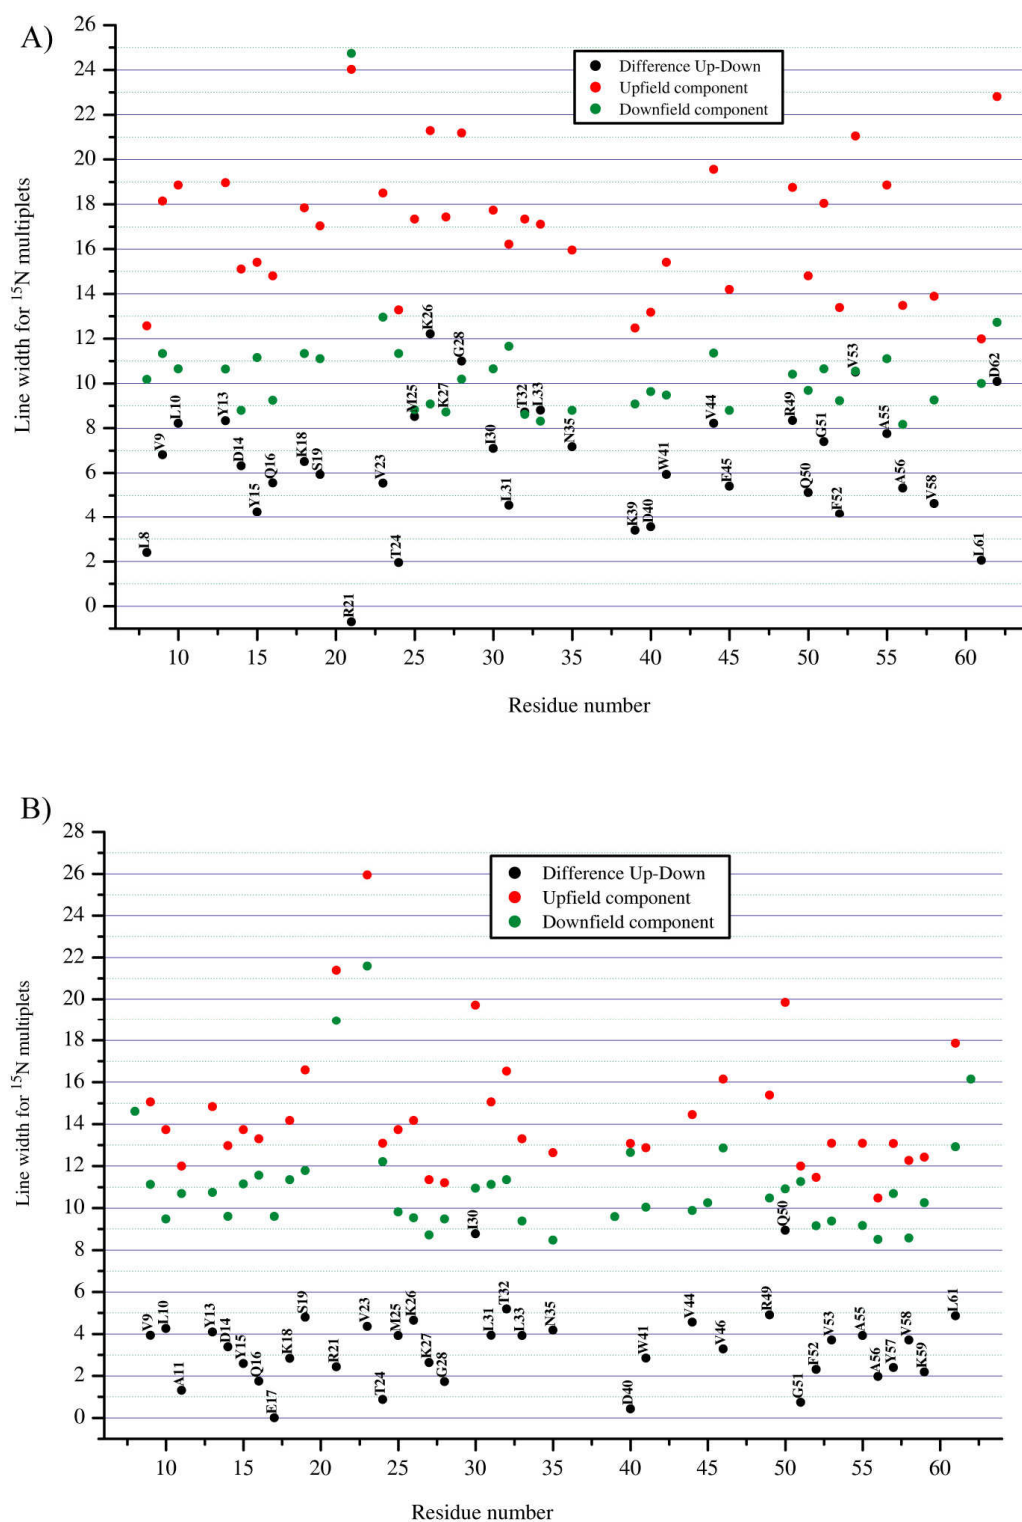 A)
Line width for ¹⁵N multiplets
26
24
22
20
18
16
14
12
10
8
6
4
2
0
Difference Up-Down
Upfield component
Downfield component
L8
V9
L10
Y13
D14
Y15
Q16
K18
S19
R21
V23
T24
M25
K26
K27
G28
I30
L31
T32
L33
N35
K39
D40
W41
V44
E45
R49
Q50
G51
F52
V53
A55
A56
V58
L61
D62
10 15 20 25 30 35 40 45 50 55 60
Residue number
B)
Line width for ¹⁵N multiplets
28
26
24
22
20
18
16
14
12
10
8
6
4
2
0
Difference Up-Down
Upfield component
Downfield component
V9
L10
A11
Y13
D14
Y15
Q16
E17
K18
S19
R21
V23
T24
M25
K26
K27
G28
I30
L31
T32
L33
N35
D40
W41
V44
V46
R49
Q50
G51
F52
V53
A55
A56
Y57
V58
K59
L61
10 15 20 25 30 35 40 45 50 55 60
Residue number